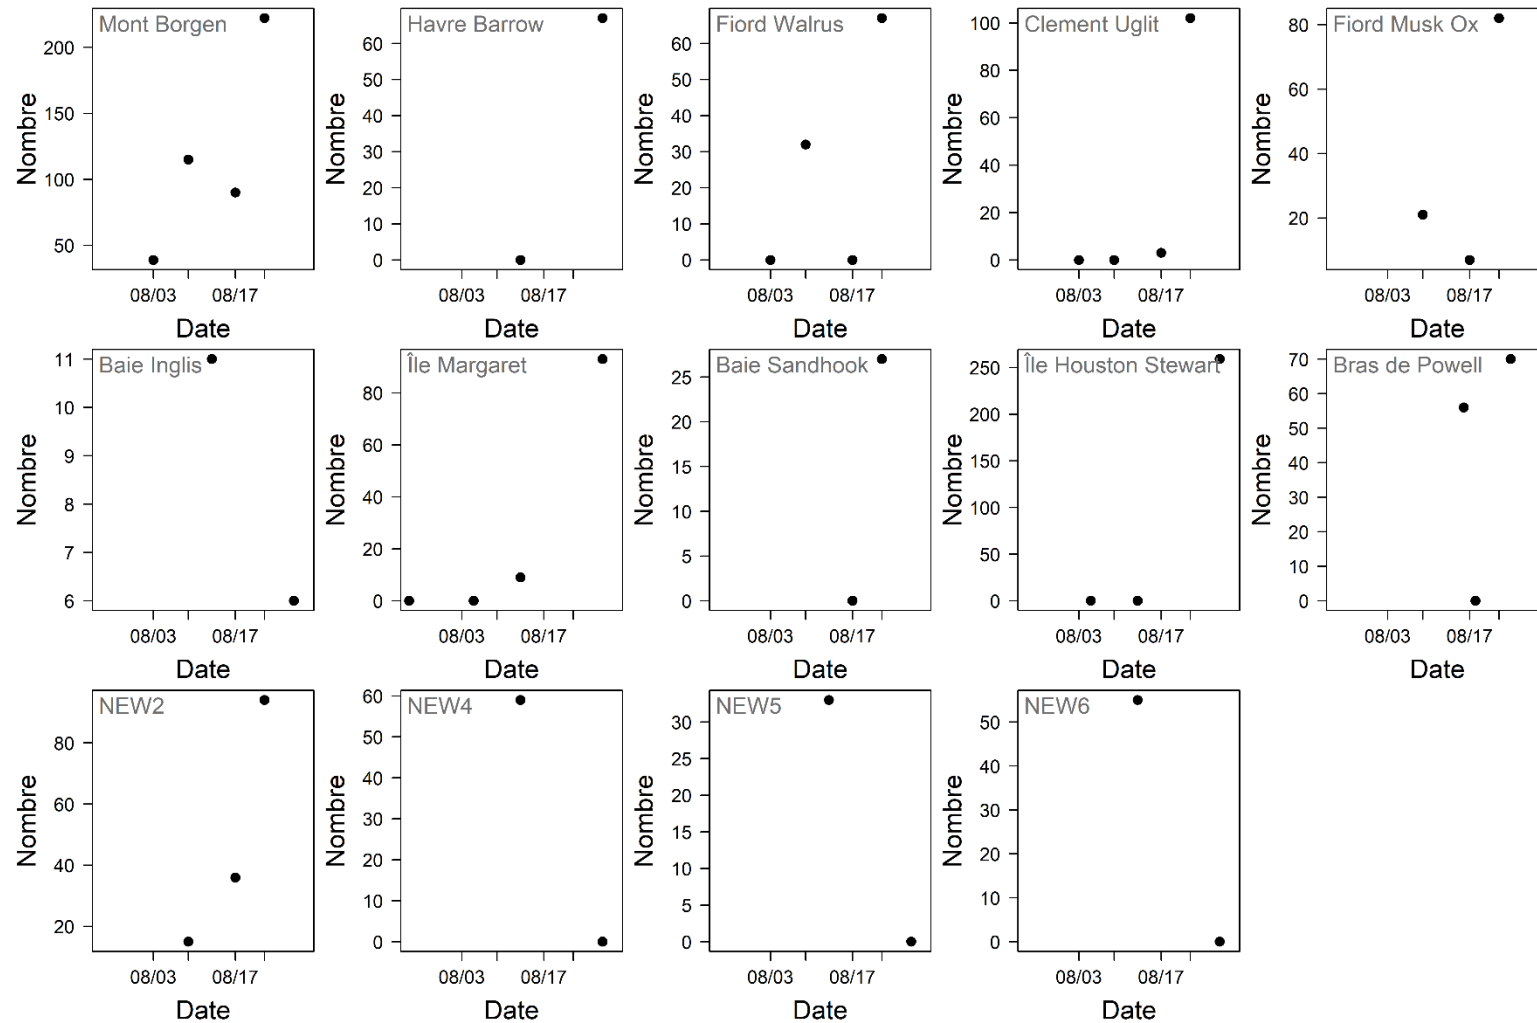 Mont Borgen
Nombre
200
150
100
50
08/03 08/17
Date
Havre Barrow
Nombre
60
50
40
30
20
10
0
08/03 08/17
Date
Fiord Walrus
Nombre
60
50
40
30
20
10
0
08/03 08/17
Date
Clement Uglit
Nombre
100
80
60
40
20
0
08/03 08/17
Date
Fiord Musk Ox
Nombre
80
60
40
20
08/03 08/17
Date
Baie Inglis
Nombre
11
10
9
8
7
6
08/03 08/17
Date
Île Margaret
Nombre
80
60
40
20
0
08/03 08/17
Date
Baie Sandhook
Nombre
25
20
15
10
5
0
08/03 08/17
Date
Île Houston Stewart
Nombre
250
200
150
100
50
0
08/03 08/17
Date
Bras de Powell
Nombre
70
60
50
40
30
20
10
0
08/03 08/17
Date
NEW2
Nombre
80
60
40
20
08/03 08/17
Date
NEW4
Nombre
60
50
40
30
20
10
0
08/03 08/17
Date
NEW5
Nombre
30
25
20
15
10
5
0
08/03 08/17
Date
NEW6
Nombre
50
40
30
20
10
0
08/03 08/17
Date